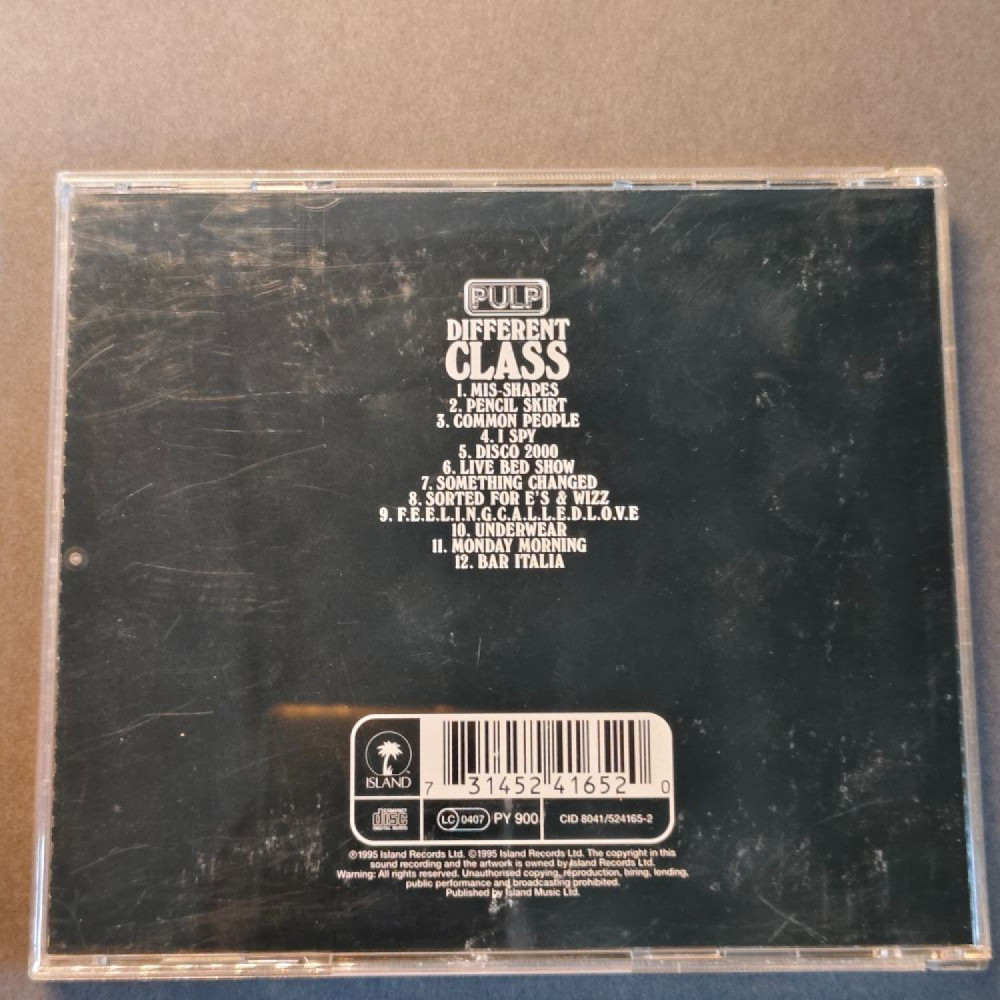 PULP
DIFFERENT
CLASS
1. MIS-SHAPES
2. PENCIL SKIRT
3. COMMON PEOPLE
4. I SPY
5. DISCO 2000
6. LIVE BED SHOW
7. SOMETHING CHANGED
8. SORTED FOR E'S & WIZZ
9. F.E.E.L.I.N.G.C.A.L.L.E.D.L.O.V.E
10. UNDERWEAR
11. MONDAY MORNING
12. BAR ITALIA
ISLAND
7 31452 41652 0
COMPACT
disc
DIGITAL AUDIO
LC 0407 PY 900
CID 8041/524165-2
℗1995 Island Records Ltd. ©1995 Island Records Ltd. The copyright in this
sound recording and the artwork is owned by Island Records Ltd.
Warning: All rights reserved. Unauthorised copying, reproduction, hiring, lending,
public performance and broadcasting prohibited.
Published by Island Music Ltd.